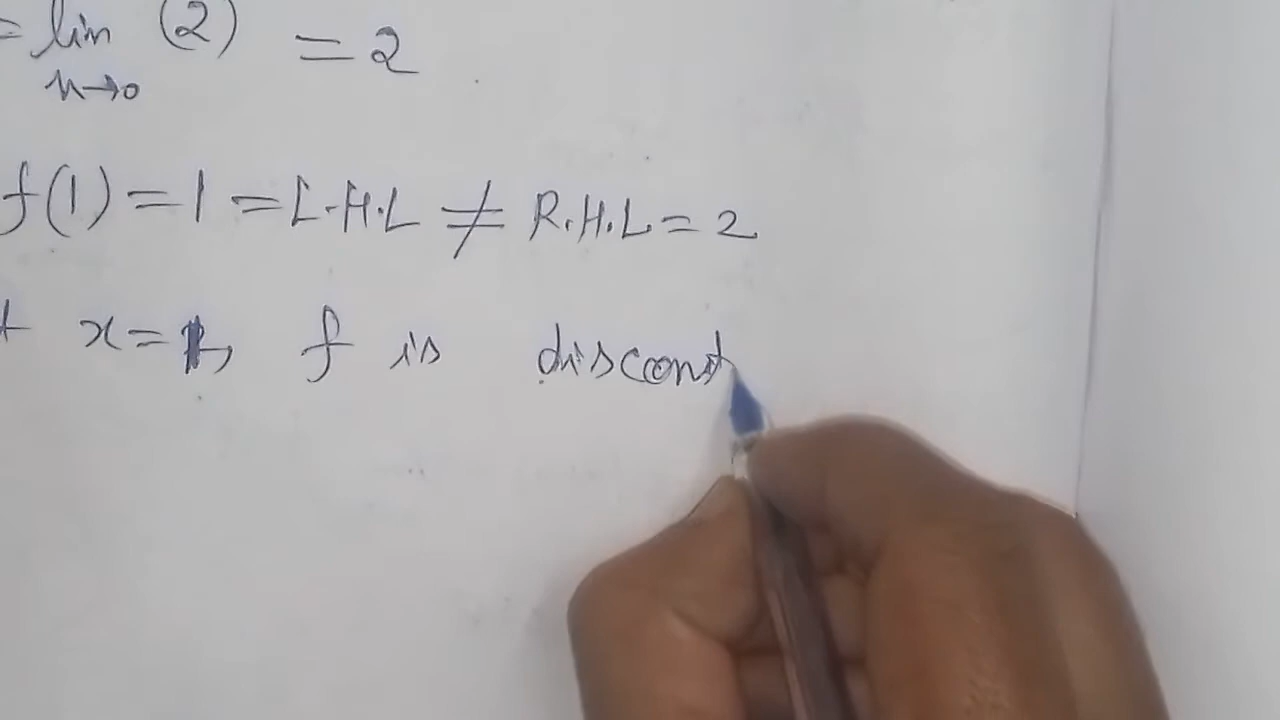 = lim (2) = 2
h→0
f(1) = 1 = L.H.L ≠ R.H.L = 2
x = 1, f is discont